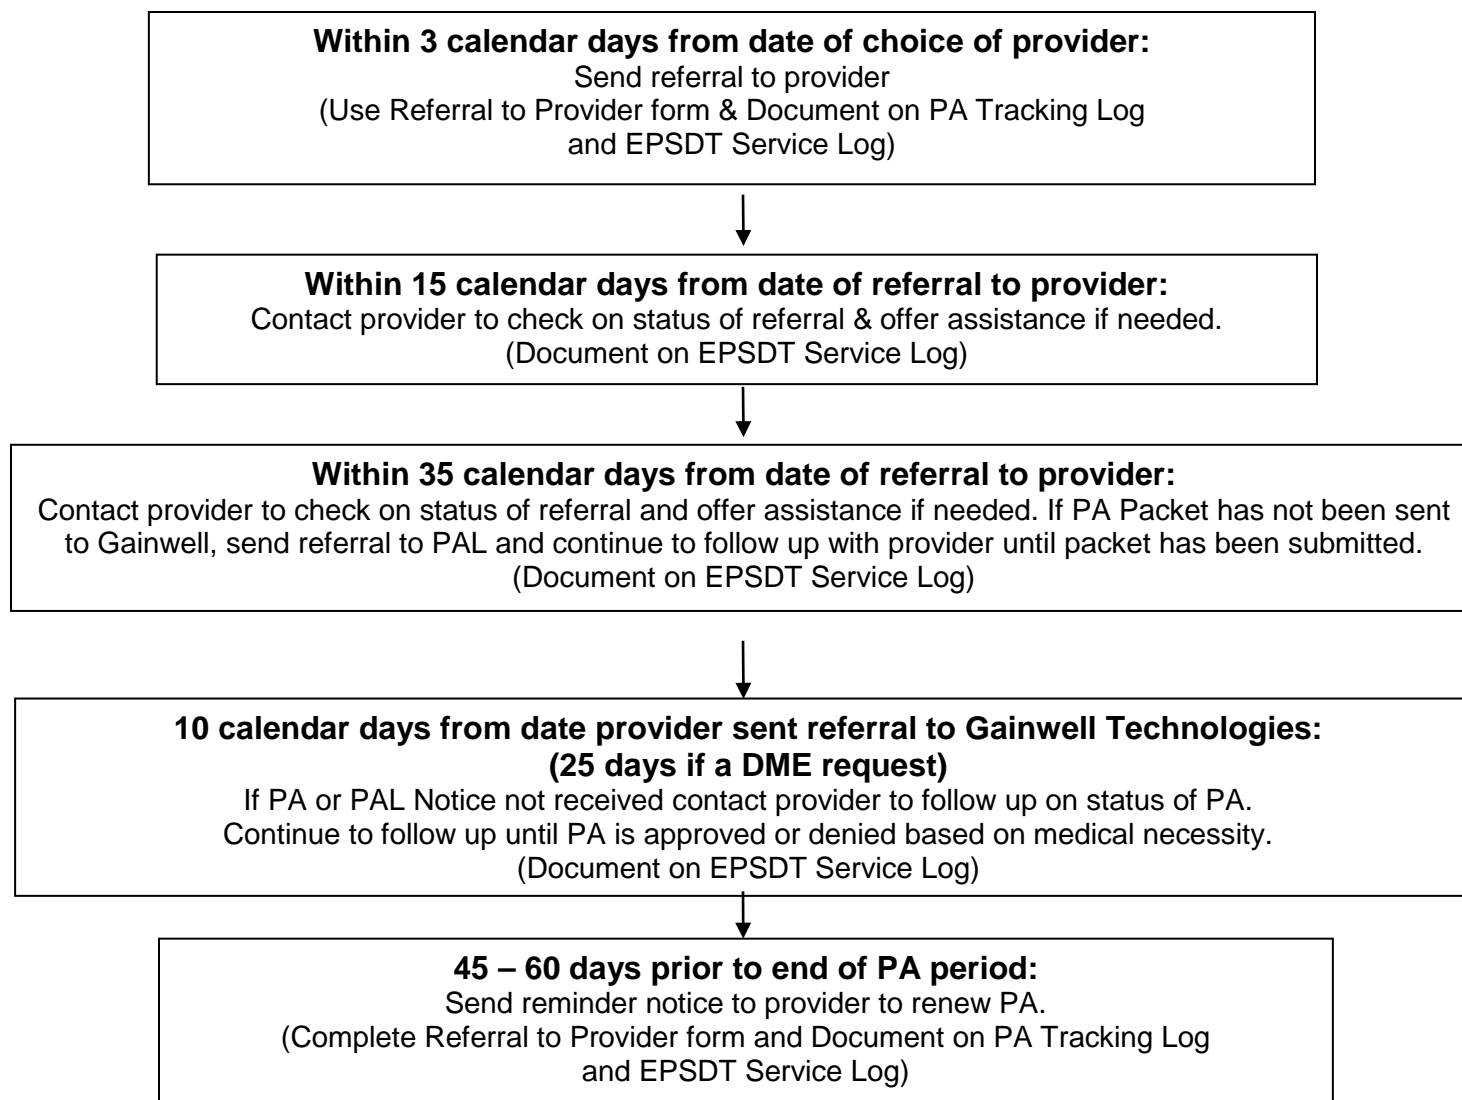 Within 3 calendar days from date of choice of provider:
Send referral to provider
(Use Referral to Provider form & Document on PA Tracking Log
and EPSDT Service Log)
Within 15 calendar days from date of referral to provider:
Contact provider to check on status of referral & offer assistance if needed.
(Document on EPSDT Service Log)
Within 35 calendar days from date of referral to provider:
Contact provider to check on status of referral and offer assistance if needed. If PA Packet has not been sent
to Gainwell, send referral to PAL and continue to follow up with provider until packet has been submitted.
(Document on EPSDT Service Log)
10 calendar days from date provider sent referral to Gainwell Technologies:
(25 days if a DME request)
If PA or PAL Notice not received contact provider to follow up on status of PA.
Continue to follow up until PA is approved or denied based on medical necessity.
(Document on EPSDT Service Log)
45 – 60 days prior to end of PA period:
Send reminder notice to provider to renew PA.
(Complete Referral to Provider form and Document on PA Tracking Log
and EPSDT Service Log)